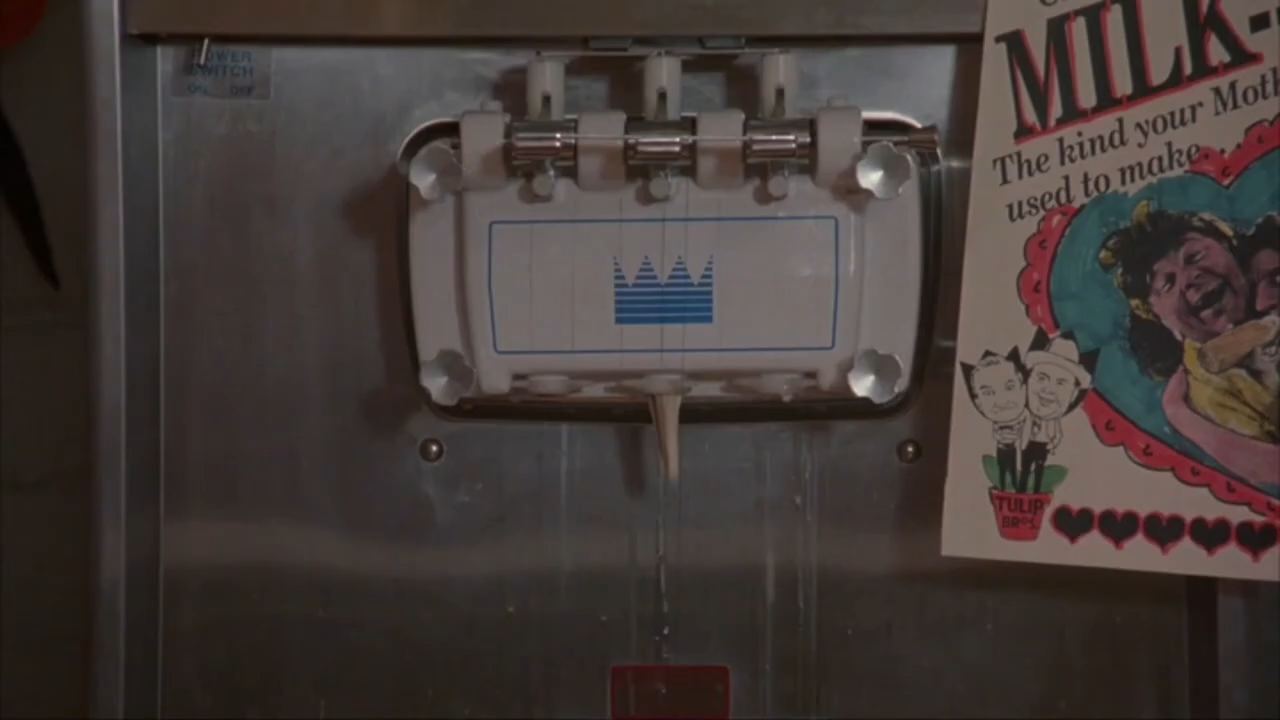 POWER
SWITCH
ON OFF
MILK-
The kind your Moth
used to make...
TULIP
BROS.